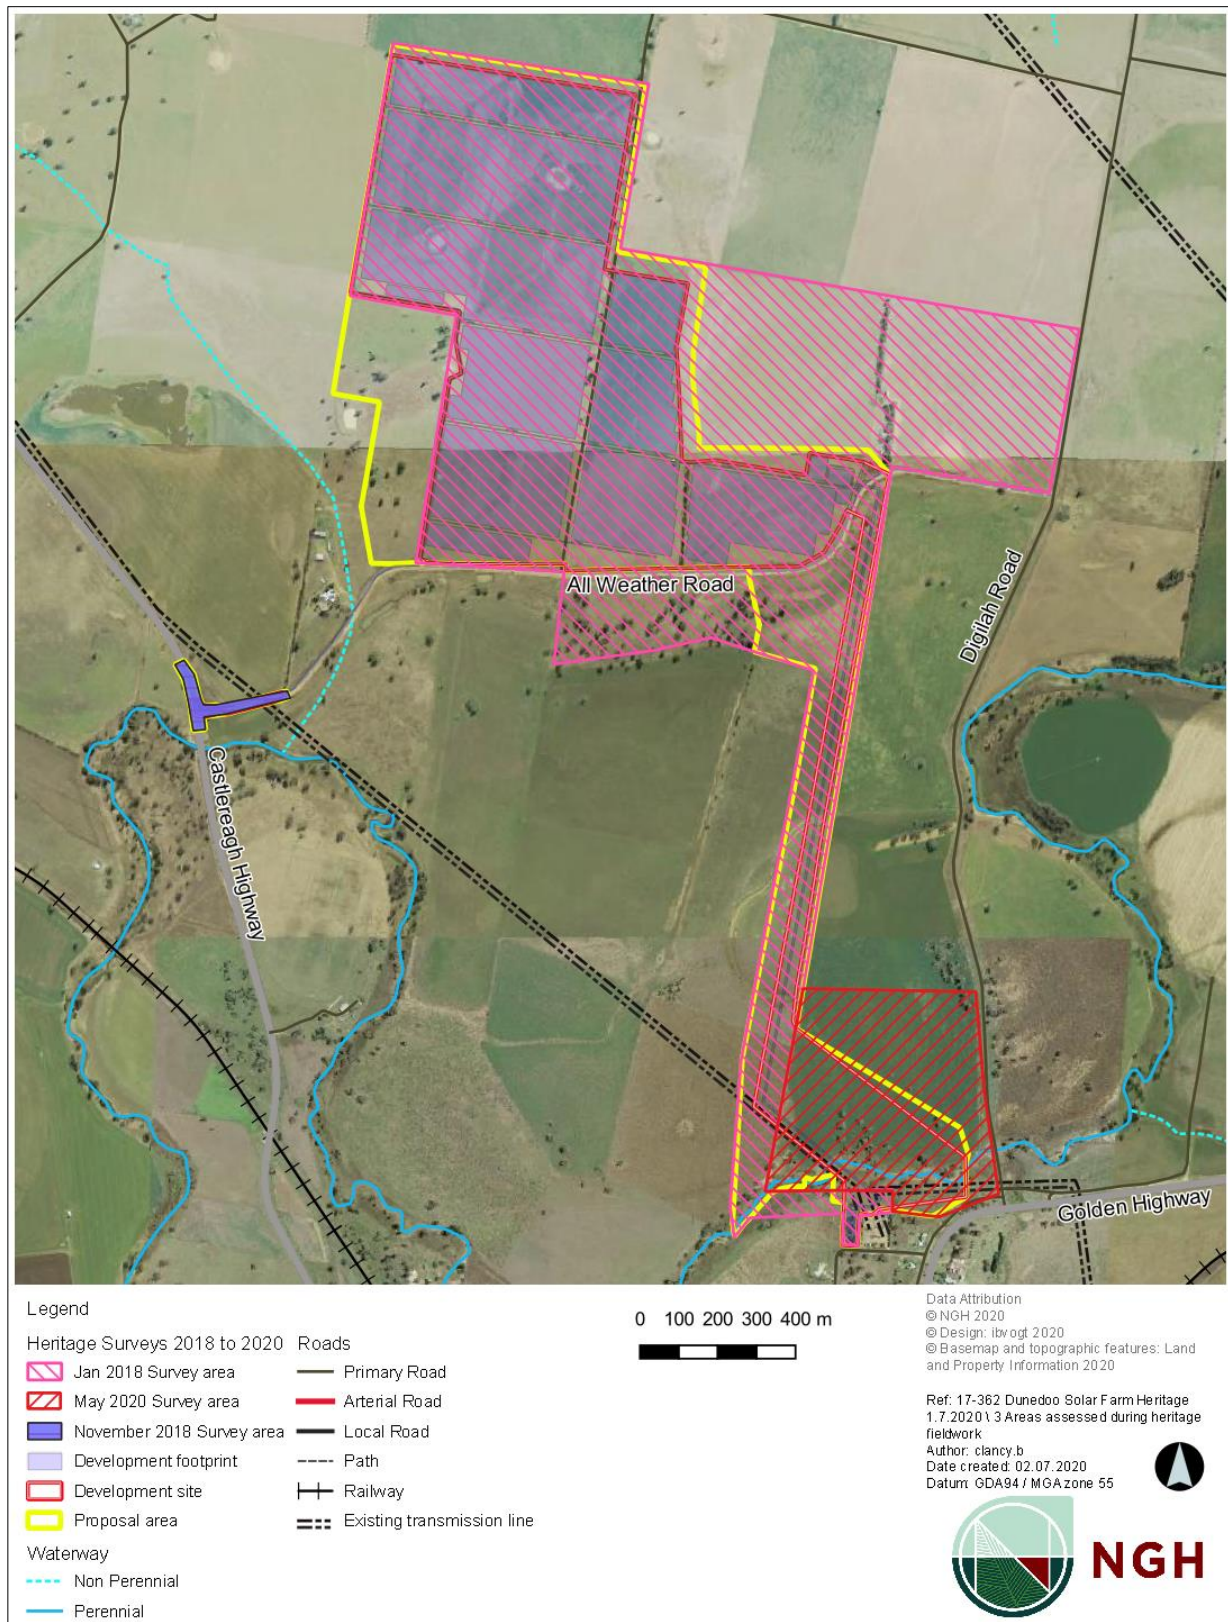 All Weather Road
Digilah Road
Castlereagh Highway
Golden Highway
Legend
Heritage Surveys 2018 to 2020
Jan 2018 Survey area
May 2020 Survey area
November 2018 Survey area
Development footprint
Development site
Proposal area
Waterway
Non Perennial
Perennial
Roads
Primary Road
Arterial Road
Local Road
Path
Railway
Existing transmission line
0 100 200 300 400 m
Data Attribution
© NGH 2020
© Design: ibvogt 2020
© Basemap and topographic features: Land
and Property Information 2020
Ref: 17-362 Dunedoo Solar Farm Heritage
1.7.2020 \ 3 Areas assessed during heritage
fieldwork
Author: clancy.b
Date created: 02.07.2020
Datum: GDA94 / MGA zone 55
NGH